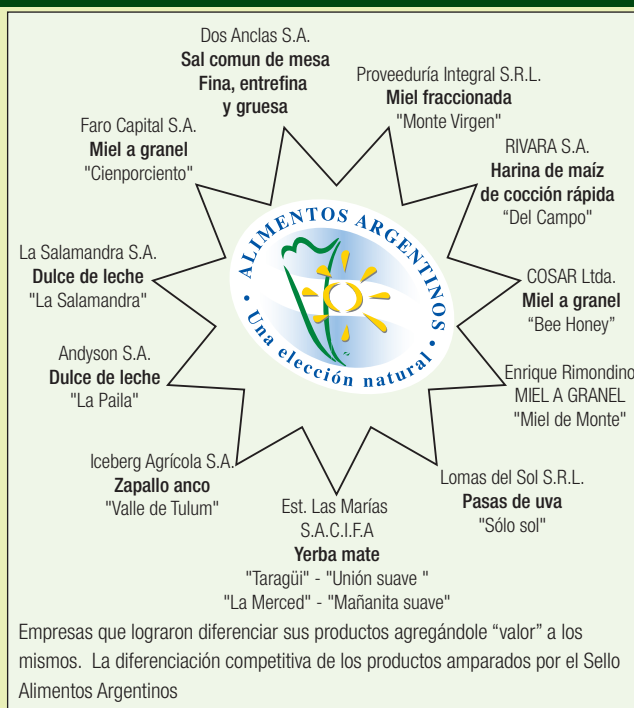 Dos Anclas S.A.
Sal comun de mesa
Fina, entrefina
y gruesa
Proveeduría Integral S.R.L.
Miel fraccionada
"Monte Virgen"
RIVARA S.A.
Harina de maíz
de cocción rápida
"Del Campo"
COSAR Ltda.
Miel a granel
“Bee Honey”
Enrique Rimondino
MIEL A GRANEL
"Miel de Monte"
Lomas del Sol S.R.L.
Pasas de uva
"Sólo sol"
Est. Las Marías
S.A.C.I.F.A
Yerba mate
"Taragüi" - "Unión suave "
"La Merced" - "Mañanita suave"
Iceberg Agrícola S.A.
Zapallo anco
"Valle de Tulum"
Andyson S.A.
Dulce de leche
"La Paila"
La Salamandra S.A.
Dulce de leche
"La Salamandra"
Faro Capital S.A.
Miel a granel
"Cienporciento"
ALIMENTOS ARGENTINOS
• Una elección natural •
Empresas que lograron diferenciar sus productos agregándole “valor” a los
mismos. La diferenciación competitiva de los productos amparados por el Sello
Alimentos Argentinos